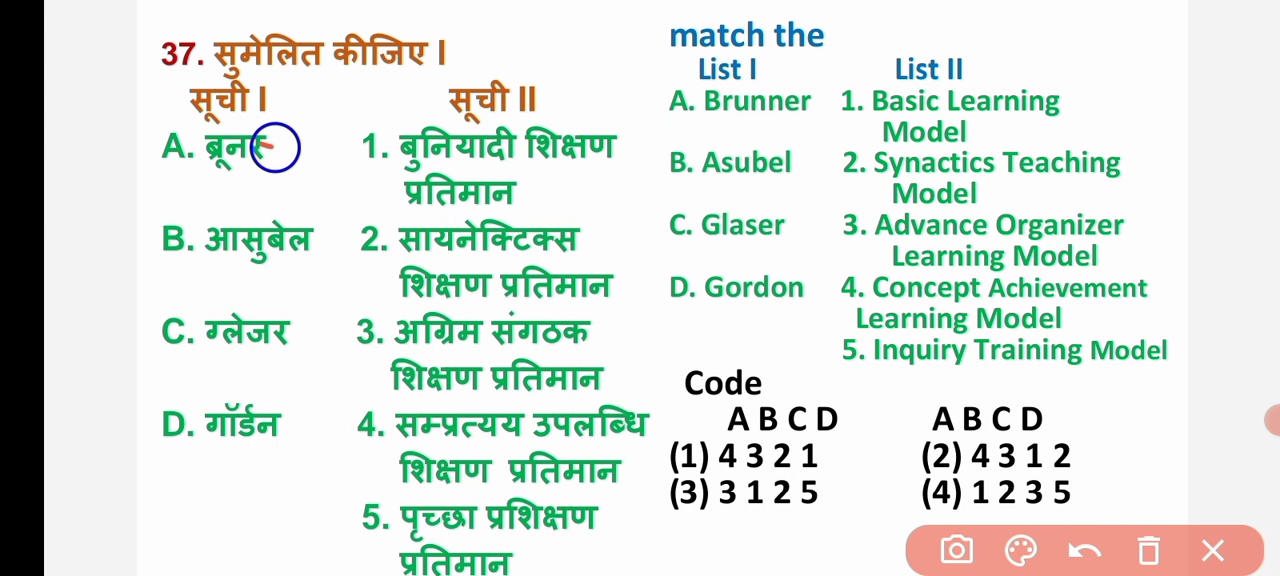 37. सुमेलित कीजिए I
सूची I सूची II
A. ब्रूनर 1. बुनियादी शिक्षण
प्रतिमान
B. आसुबेल 2. सायनेक्टिक्स
शिक्षण प्रतिमान
C. ग्लेजर 3. अग्रिम संगठक
शिक्षण प्रतिमान
D. गॉर्डन 4. सम्प्रत्यय उपलब्धि
शिक्षण प्रतिमान
5. पृच्छा प्रशिक्षण
प्रतिमान
match the
List I List II
A. Brunner 1. Basic Learning
Model
B. Asubel 2. Synactics Teaching
Model
C. Glaser 3. Advance Organizer
Learning Model
D. Gordon 4. Concept Achievement
Learning Model
5. Inquiry Training Model
Code
A B C D A B C D
(1) 4 3 2 1 (2) 4 3 1 2
(3) 3 1 2 5 (4) 1 2 3 5